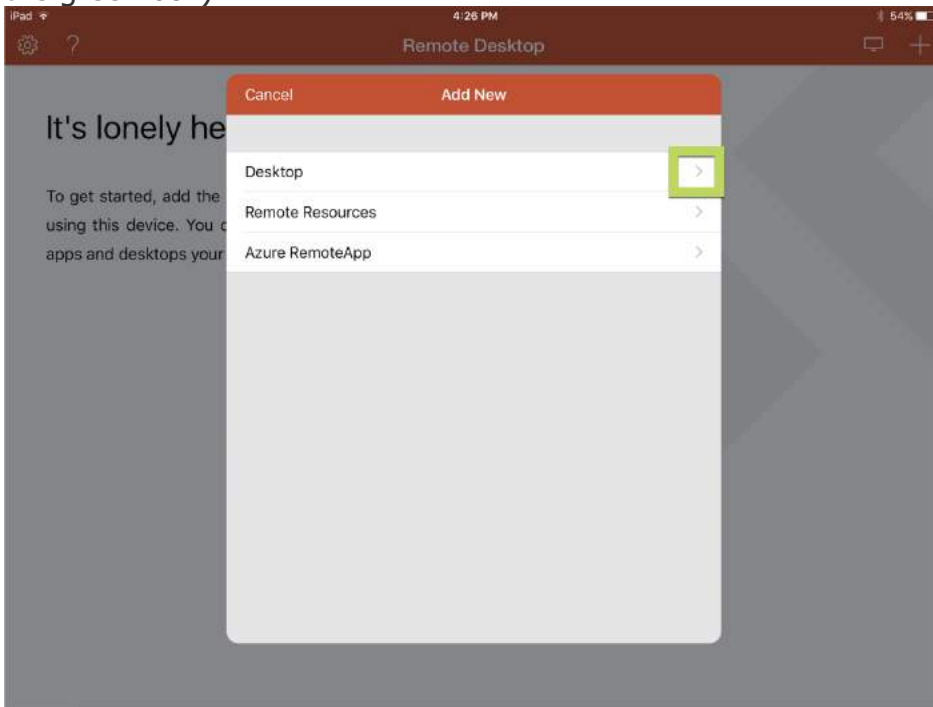 iPad
4:26 PM
54%
?
Remote Desktop
Cancel
Add New
It's lonely he
Desktop
To get started, add the
Remote Resources
using this device. You
Azure RemoteApp
apps and desktops your